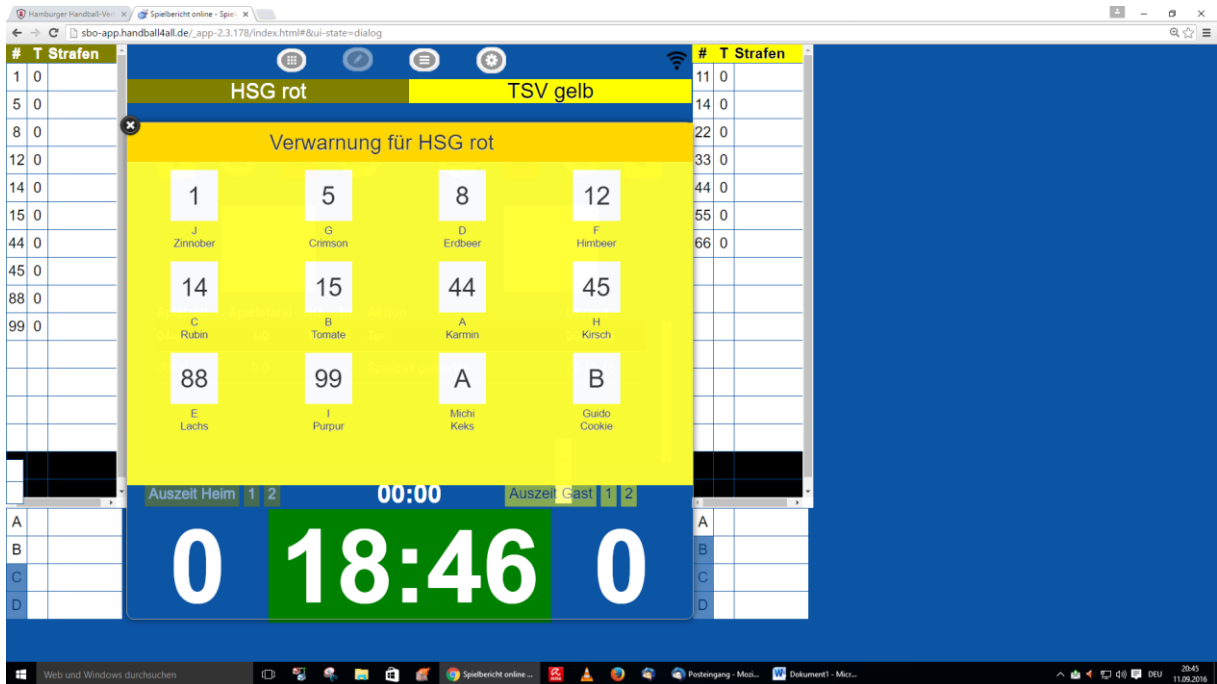 Hamburger Handball-Ver
Spielbericht online - Spiel
sbo-app.handball4all.de/_app-2.3.178/index.html#&ui-state=dialog
# T Strafen
1 0
5 0
8 0
12 0
14 0
15 0
44 0
45 0
88 0
99 0
A
B
C
D
HSG rot TSV gelb
Verwarnung für HSG rot
1 5 8 12
J G D F
Zinnober Crimson Erdbeer Himbeer
14 15 44 45
C B A H
Rubin Tomate Karmin Kirsch
88 99 A B
E I Michi Guido
Lachs Purpur Keks Cookie
Auszeit Heim 1 2 00:00 Auszeit Gast 1 2
0 18:46 0
# T Strafen
11 0
14 0
22 0
33 0
44 0
55 0
66 0
A
B
C
D
Web und Windows durchsuchen
Spielbericht online ...
Posteingang - Mozi...
Dokument1 - Micr...
DEU
20:45
11.09.2016